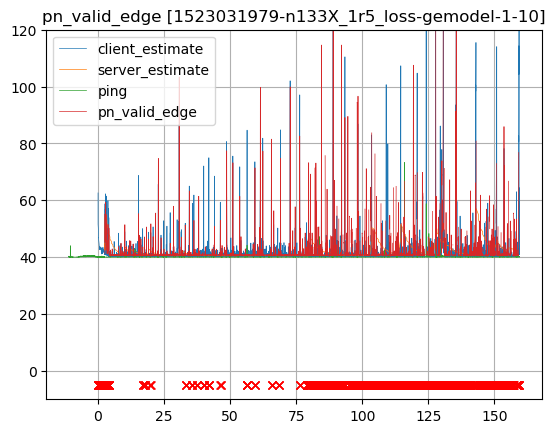 pn_valid_edge [1523031979-n133X_1r5_loss-gemodel-1-10]
120
client_estimate
server_estimate
100
ping
pn_valid_edge
80
60
40
20
0
0 25 50 75 100 125 150